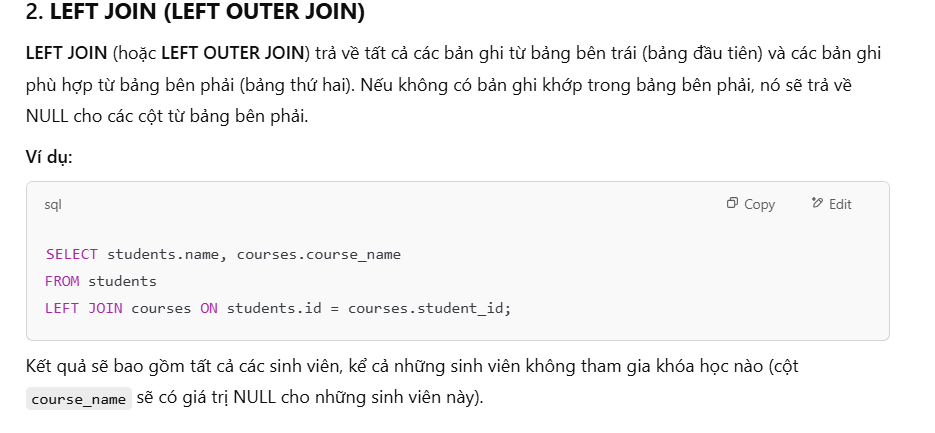 2. LEFT JOIN (LEFT OUTER JOIN)
LEFT JOIN (hoặc LEFT OUTER JOIN) trả về tất cả các bản ghi từ bảng bên trái (bảng đầu tiên) và các bản ghi
phù hợp từ bảng bên phải (bảng thứ hai). Nếu không có bản ghi khớp trong bảng bên phải, nó sẽ trả về
NULL cho các cột từ bảng bên phải.
Ví dụ:
sql
Copy
Edit
SELECT students.name, courses.course_name
FROM students
LEFT JOIN courses ON students.id = courses.student_id;
Kết quả sẽ bao gồm tất cả các sinh viên, kể cả những sinh viên không tham gia khóa học nào (cột
course_name sẽ có giá trị NULL cho những sinh viên này).